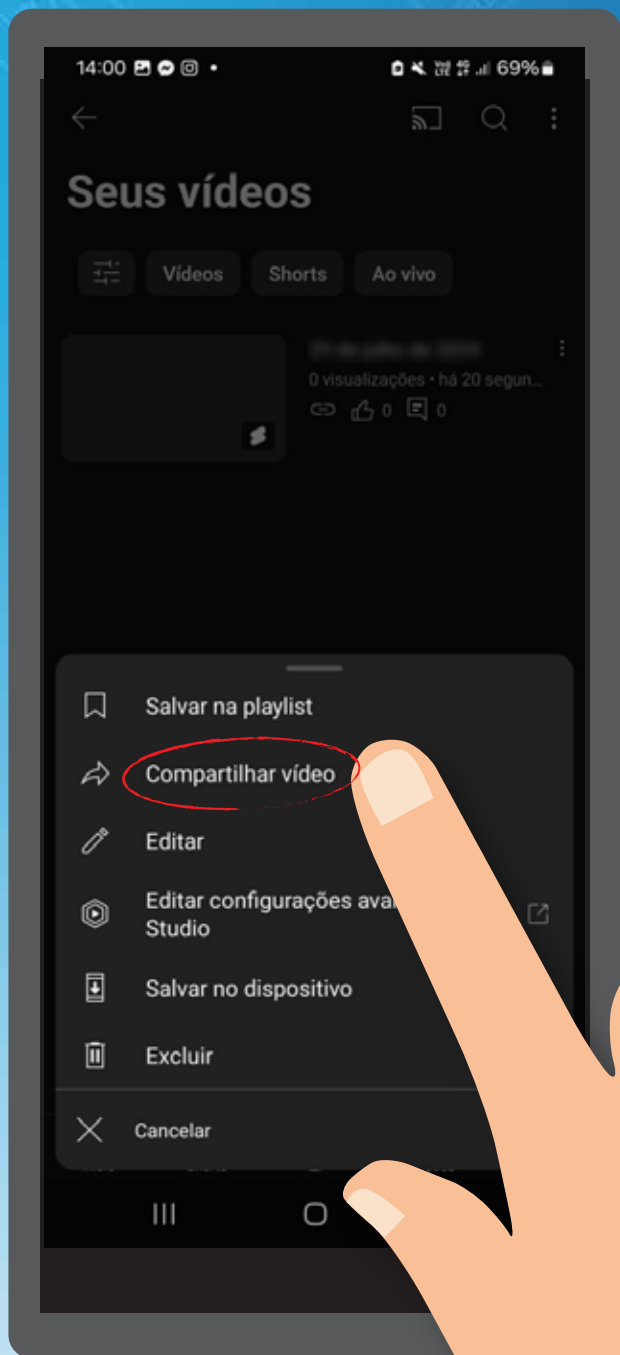 14:00
69%
Seus vídeos
Vídeos Shorts Ao vivo
0 visualizações • há 20 segun...
0 0
Salvar na playlist
Compartilhar vídeo
Editar
Editar configurações ava
Studio
Salvar no dispositivo
Excluir
Cancelar